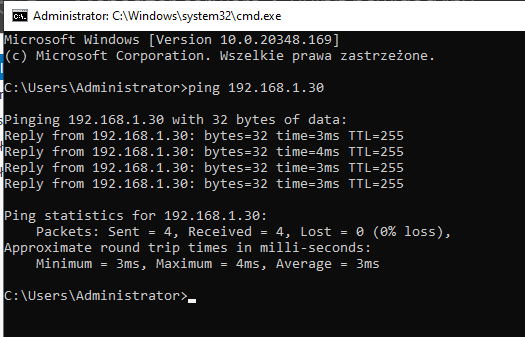 Administrator: C:\Windows\system32\cmd.exe
Microsoft Windows [Version 10.0.20348.169]
(c) Microsoft Corporation. Wszelkie prawa zastrzeżone.
C:\Users\Administrator>ping 192.168.1.30
Pinging 192.168.1.30 with 32 bytes of data:
Reply from 192.168.1.30: bytes=32 time=3ms TTL=255
Reply from 192.168.1.30: bytes=32 time=4ms TTL=255
Reply from 192.168.1.30: bytes=32 time=3ms TTL=255
Reply from 192.168.1.30: bytes=32 time=3ms TTL=255
Ping statistics for 192.168.1.30:
    Packets: Sent = 4, Received = 4, Lost = 0 (0% loss),
Approximate round trip times in milli-seconds:
    Minimum = 3ms, Maximum = 4ms, Average = 3ms
C:\Users\Administrator>